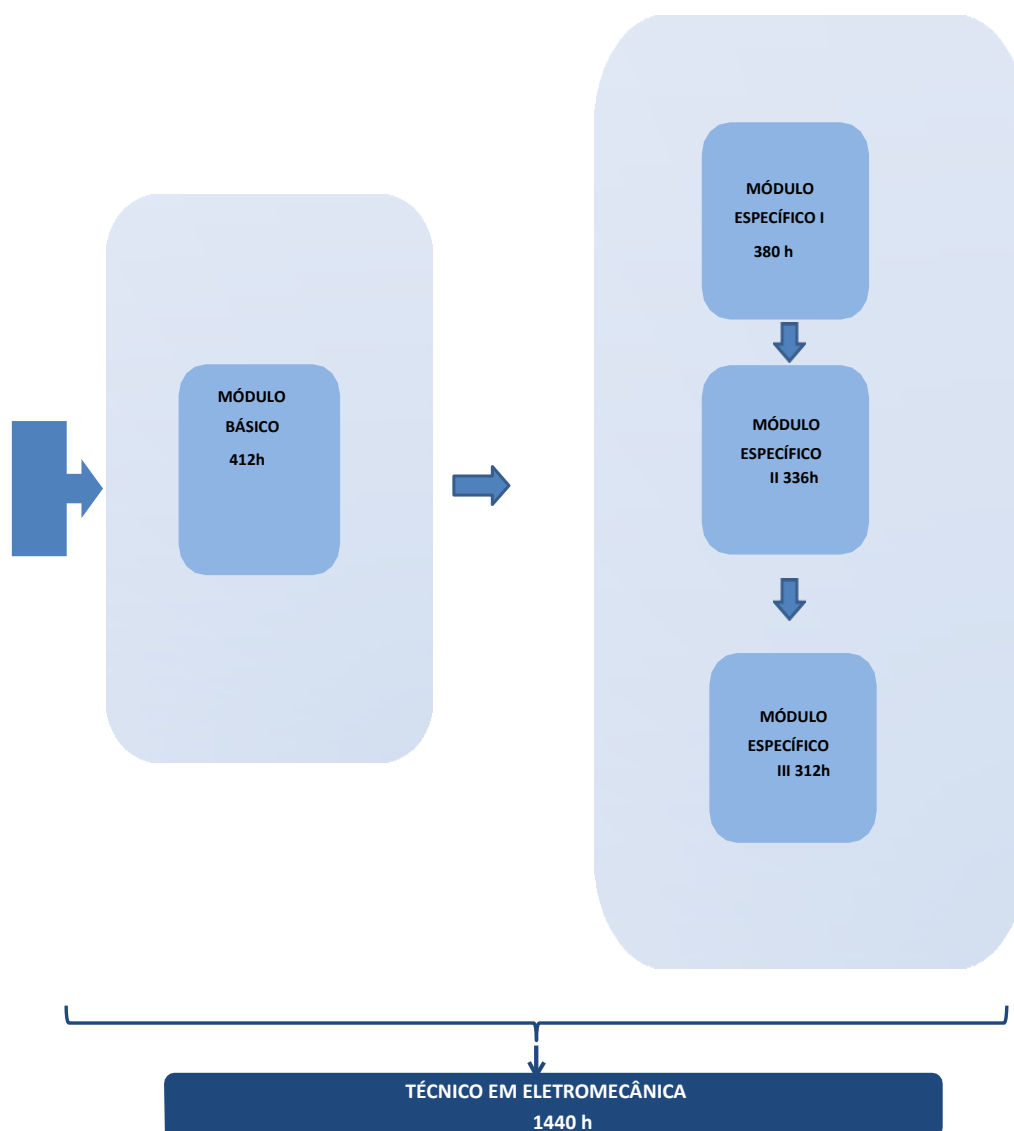 MÓDULO
BÁSICO
412h
MÓDULO
ESPECÍFICO I
380 h
MÓDULO
ESPECÍFICO
II 336h
MÓDULO
ESPECÍFICO
III 312h
TÉCNICO EM ELETROMECÂNICA
1440 h